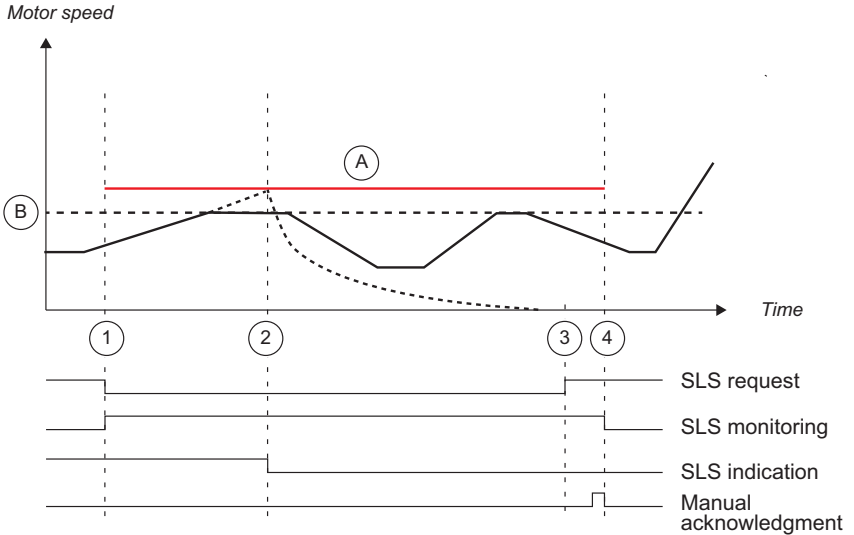 Motor speed
A
B
Time
1
2
3
4
SLS request
SLS monitoring
SLS indication
Manual
acknowledgment